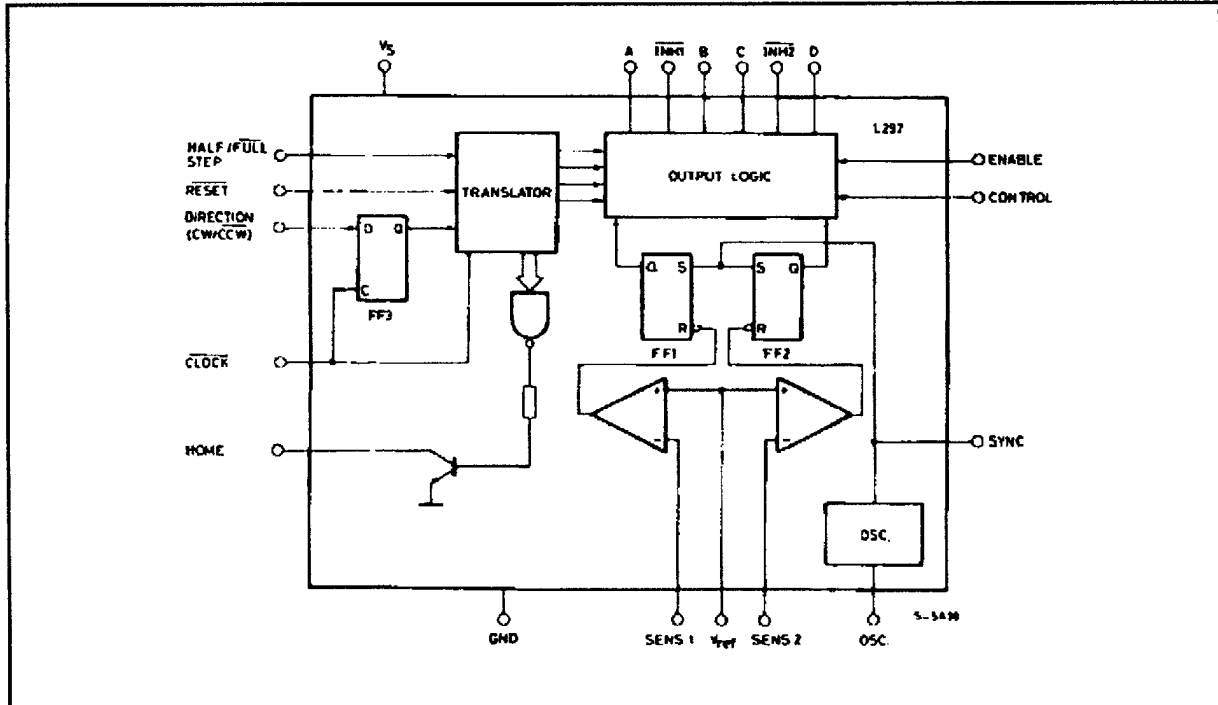 Vs
A INH1 B C INH2 D
L297
HALF/FULL
STEP
RESET
DIRECTION
(CW/CCW)
TRANSLATOR
OUTPUT LOGIC
ENABLE
CONTROL
D Q
C
FF3
Q S
R
FF1
S Q
R
FF2
CLOCK
+
-
+
-
HOME
SYNC
OSC.
GND
SENS 1
Vref
SENS 2
OSC.